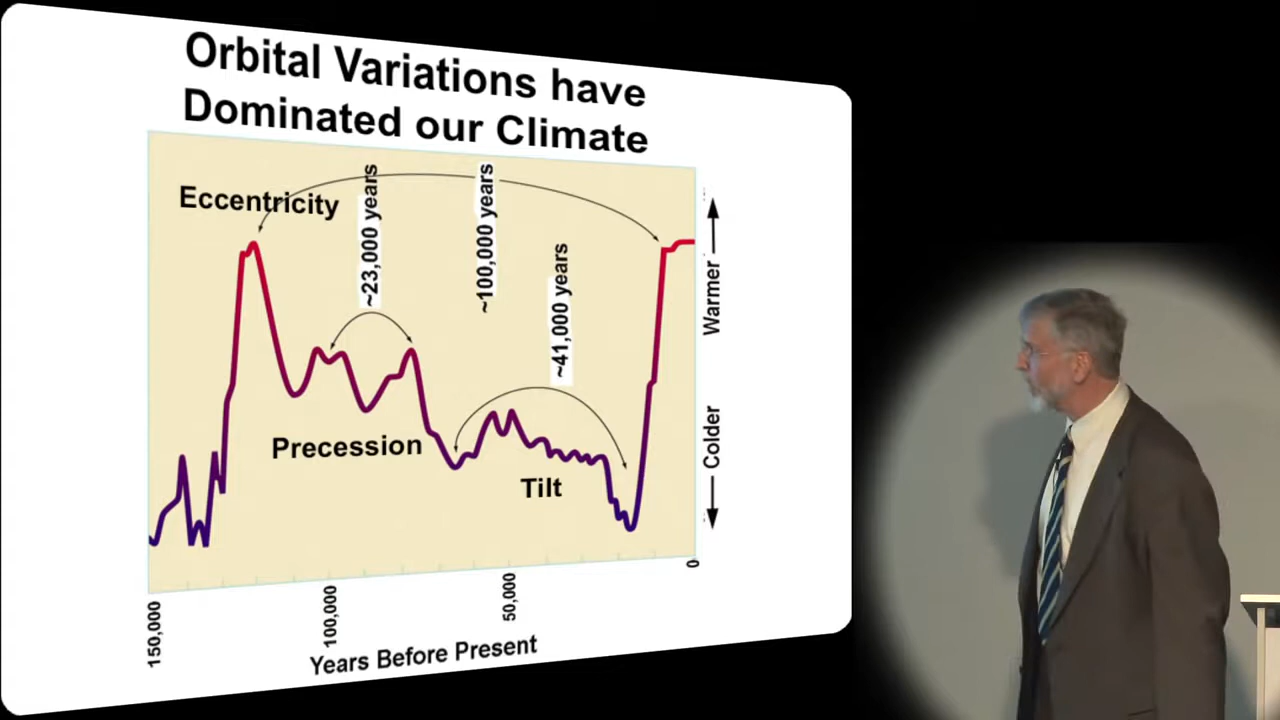 Orbital Variations have
Dominated our Climate
Eccentricity
~23,000 years
~100,000 years
~41,000 years
Precession
Tilt
Warmer
Colder
150,000
100,000
50,000
0
Years Before Present